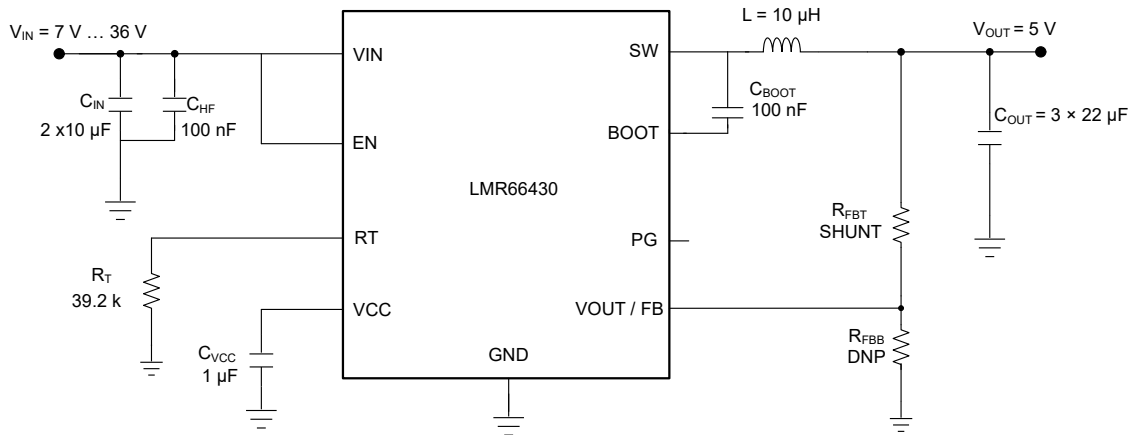 V_IN = 7 V … 36 V
C_IN
2 x10 µF
C_HF
100 nF
R_T
39.2 k
C_VCC
1 µF
VIN
EN
RT
VCC
GND
LMR66430
SW
BOOT
PG
VOUT / FB
L = 10 µH
C_BOOT
100 nF
V_OUT = 5 V
C_OUT = 3 × 22 µF
R_FBT
SHUNT
R_FBB
DNP